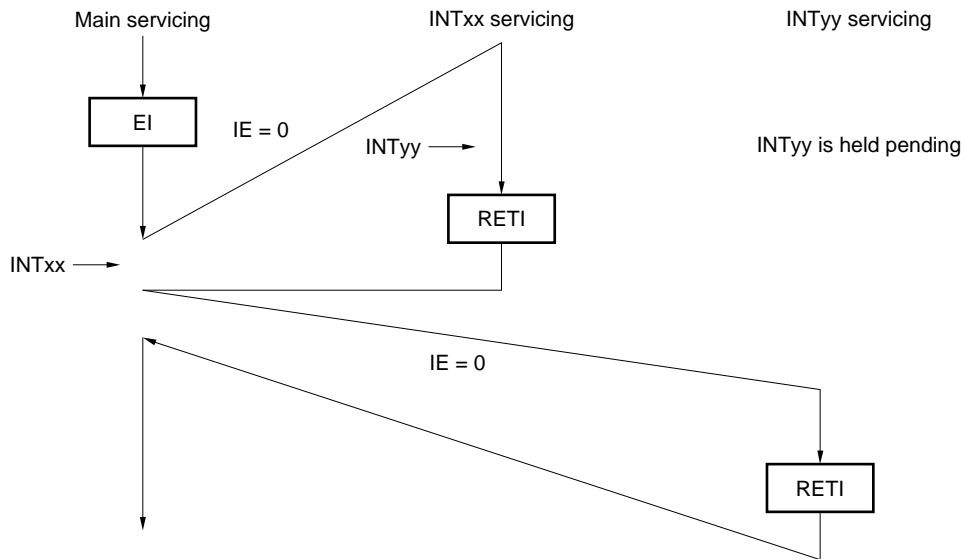 Main servicing
INTxx servicing
INTyy servicing
EI
IE = 0
INTyy
INTyy is held pending
RETI
INTxx
IE = 0
RETI